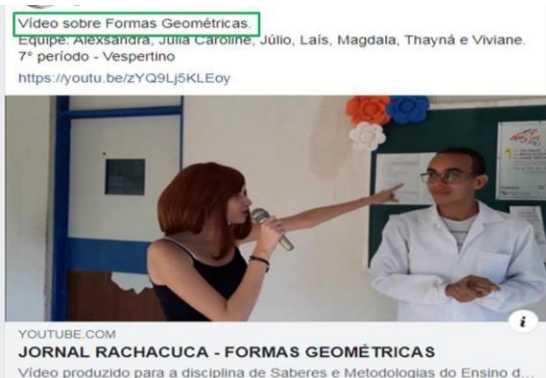 Vídeo sobre Formas Geométricas.
Equipe: Alexsandra, Júlia Caroline, Júlio, Laís, Magdala, Thayná e Viviane.
7° período - Vespertino
https://youtu.be/zYQ9Lj5KLEoy
YOUTUBE.COM
JORNAL RACHACUCA - FORMAS GEOMÉTRICAS
Vídeo produzido para a disciplina de Saberes e Metodologias do Ensino d...